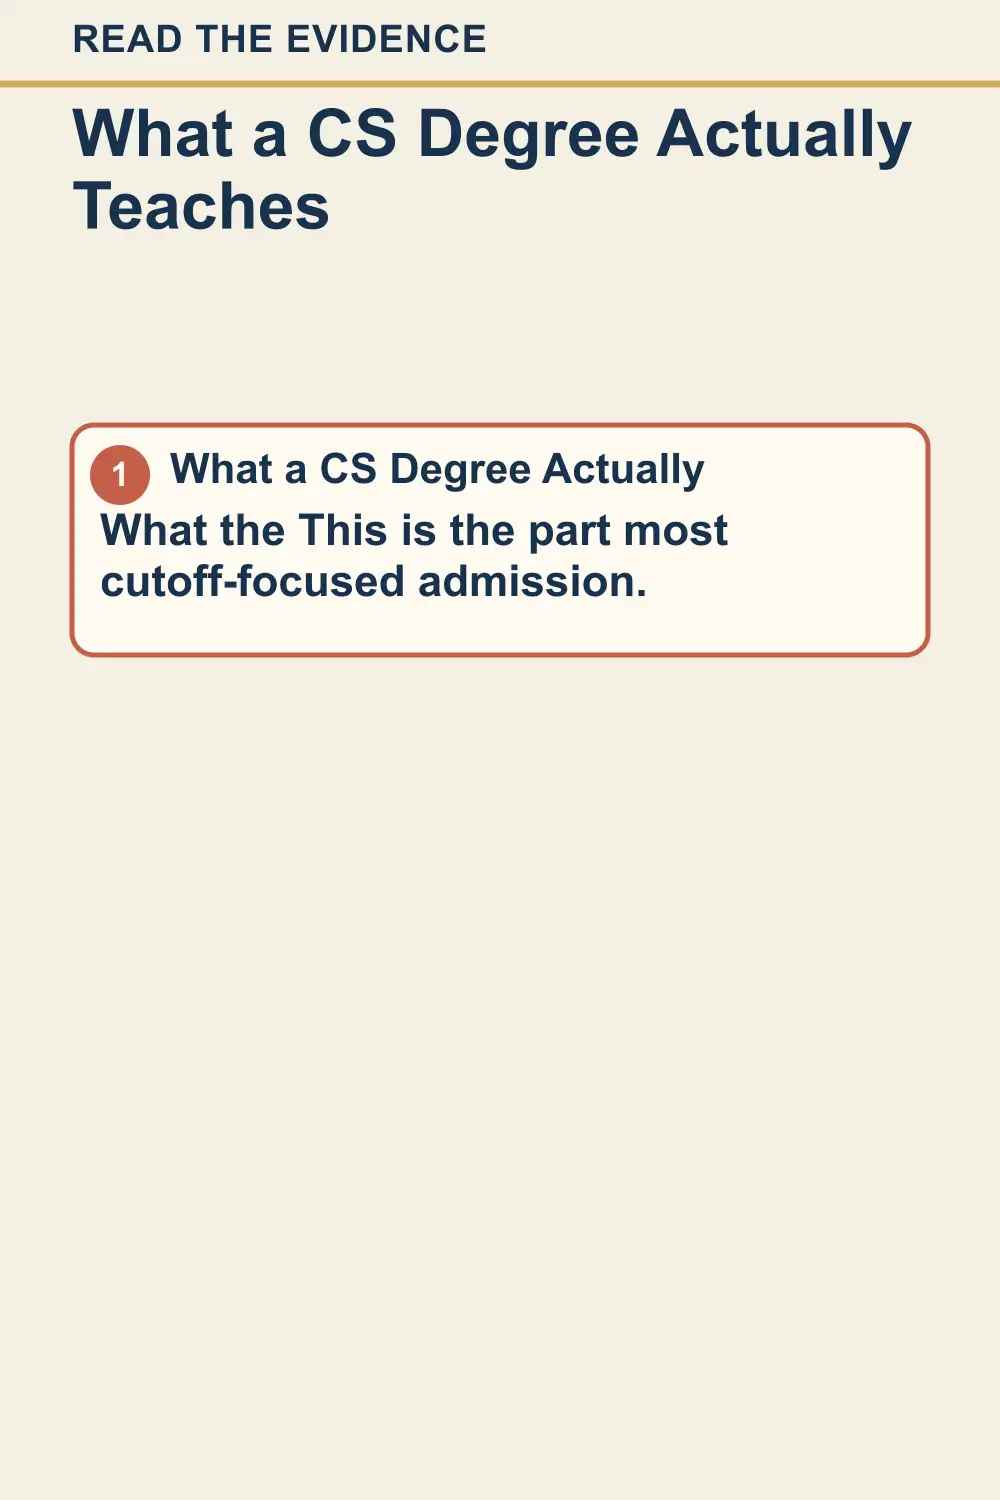 READ THE EVIDENCE
What a CS Degree Actually
Teaches
1 What a CS Degree Actually
What the This is the part most
cutoff-focused admission.